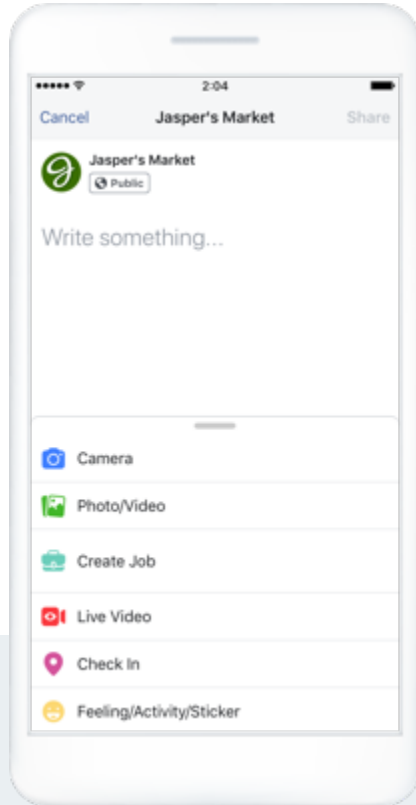 2:04
Cancel Jasper's Market Share
Jasper's Market
Public
Write something...
Camera
Photo/Video
Create Job
Live Video
Check In
Feeling/Activity/Sticker